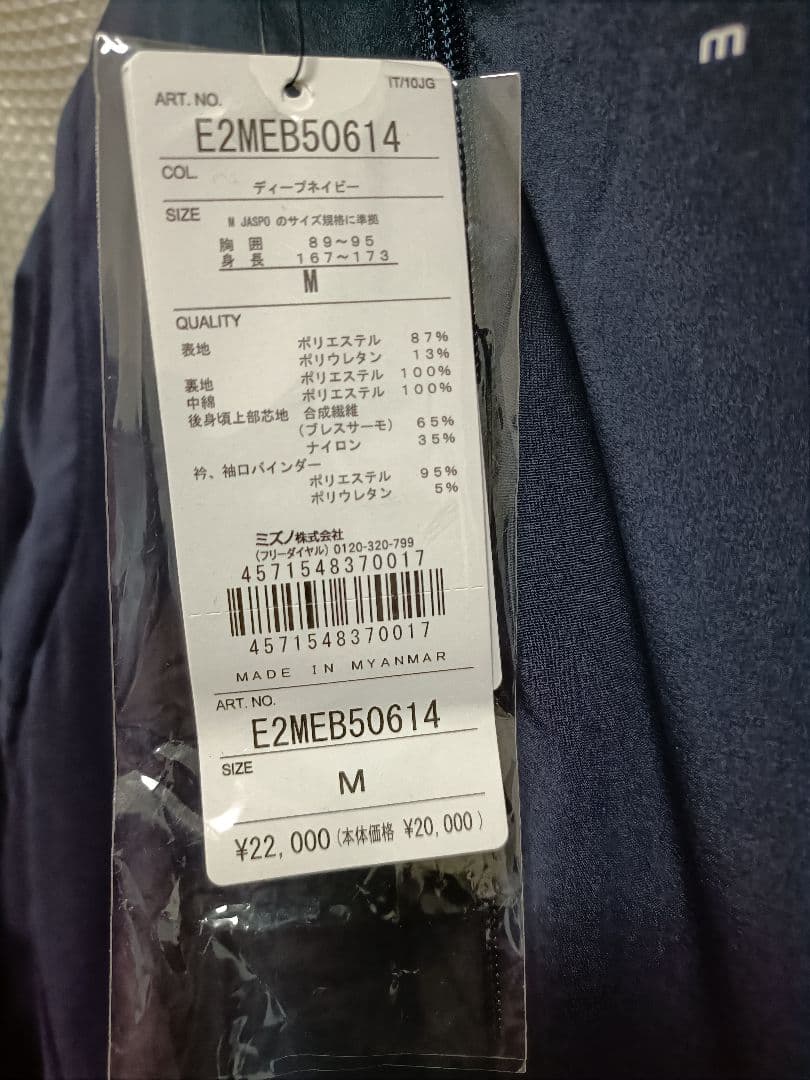 m
IT/10JG
ART. NO.
E2MEB50614
COL.
ディープネイビー
SIZE M JASPO のサイズ規格に準拠
胸 囲 89～95
身 長 167～173
M
QUALITY
表地 ポリエステル 87%
ポリウレタン 13%
裏地 ポリエステル 100%
中綿 ポリエステル 100%
後身頃上部芯地 合成繊維
(ブレスサーモ) 65%
ナイロン 35%
衿、袖口バインダー
ポリエステル 95%
ポリウレタン 5%
ミズノ株式会社
(フリーダイヤル) 0120-320-799
4571548370017
4571548370017
MADE IN MYANMAR
ART. NO.
E2MEB50614
SIZE
M
¥22,000 (本体価格 ¥20,000)